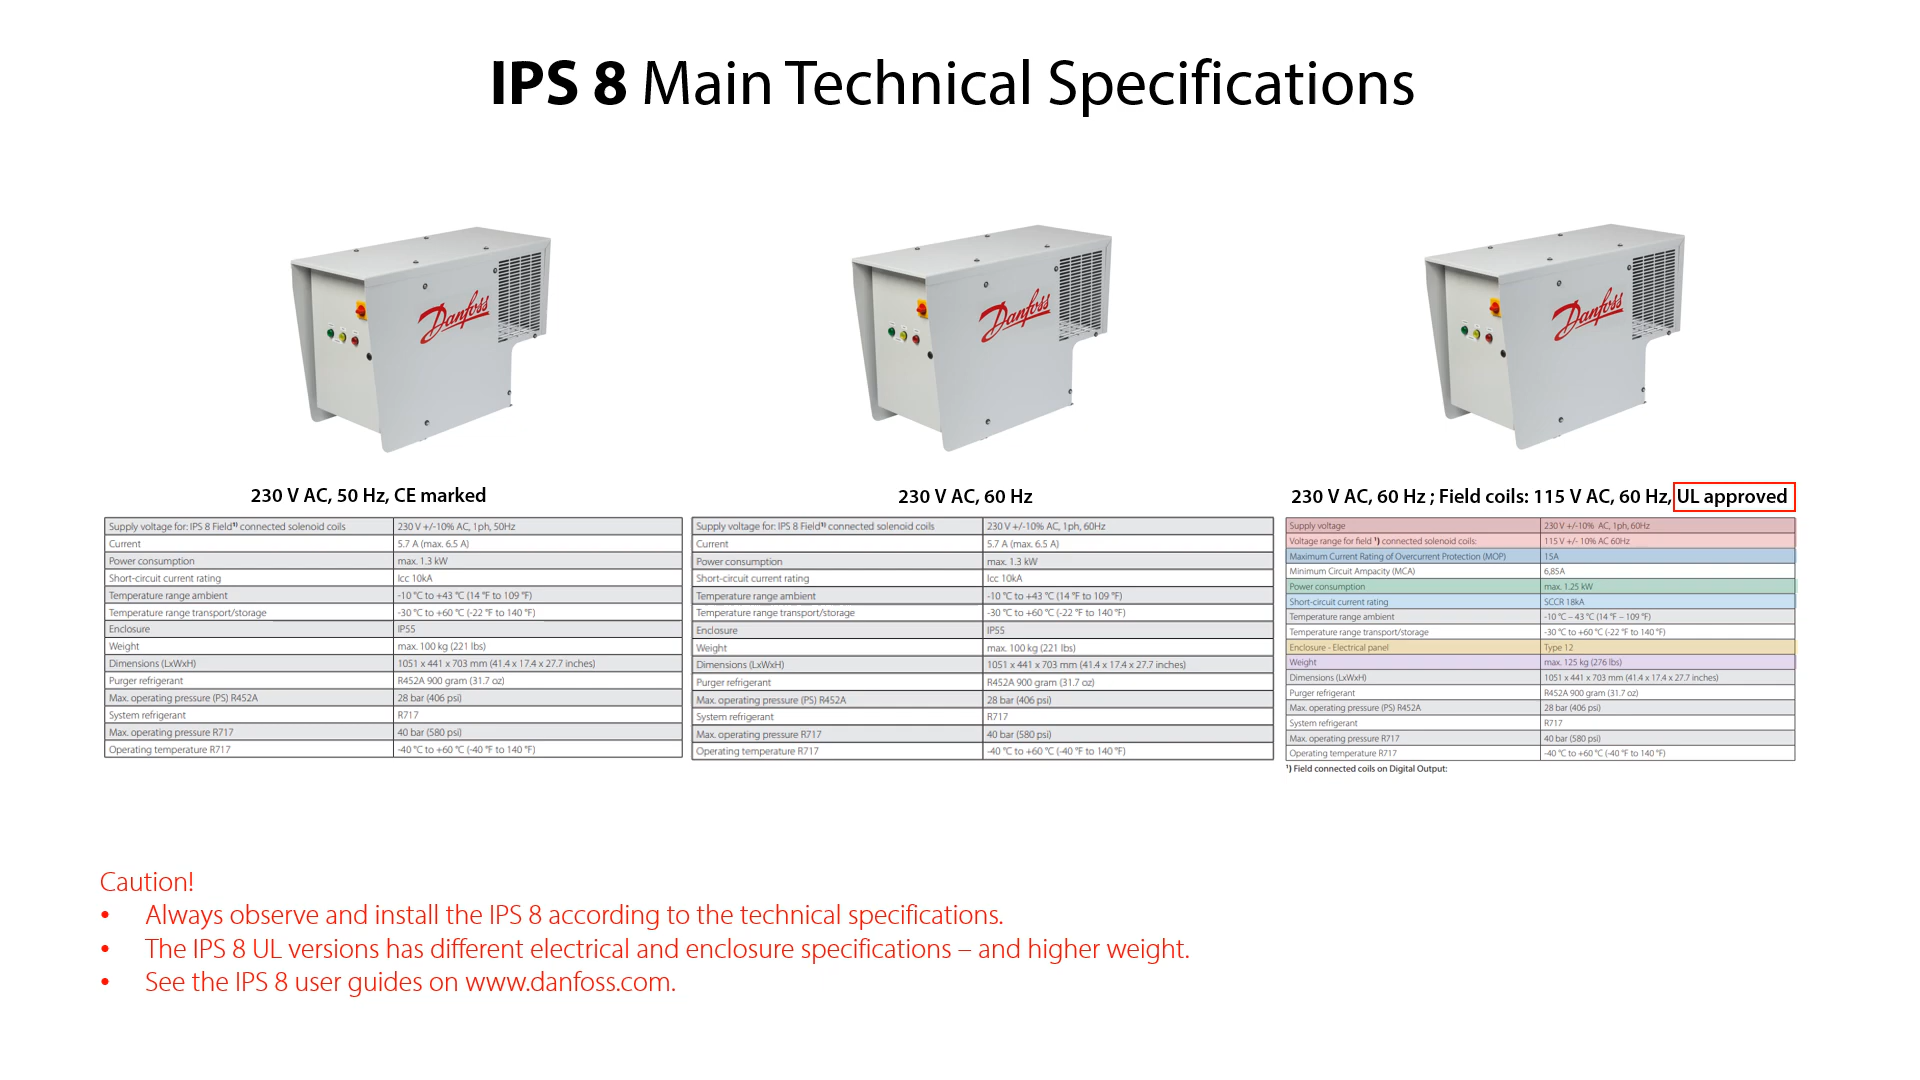 IPS 8 Main Technical Specifications
Danfoss
Danfoss
Danfoss
230 V AC, 50 Hz, CE marked
Supply voltage for: IPS 8 Field¹⁾ connected solenoid coils 230 V +/-10% AC, 1ph, 50Hz
Current 5.7 A (max. 6.5 A)
Power consumption max. 1.3 kW
Short-circuit current rating Icc 10kA
Temperature range ambient -10 °C to +43 °C (14 °F to 109 °F)
Temperature range transport/storage -30 °C to +60 °C (-22 °F to 140 °F)
Enclosure IP55
Weight max. 100 kg (221 lbs)
Dimensions (LxWxH) 1051 x 441 x 703 mm (41.4 x 17.4 x 27.7 inches)
Purger refrigerant R452A 900 gram (31.7 oz)
Max. operating pressure (PS) R452A 28 bar (406 psi)
System refrigerant R717
Max. operating pressure R717 40 bar (580 psi)
Operating temperature R717 -40 °C to +60 °C (-40 °F to 140 °F)
230 V AC, 60 Hz
Supply voltage for: IPS 8 Field¹⁾ connected solenoid coils 230 V +/-10% AC, 1ph, 60Hz
Current 5.7 A (max. 6.5 A)
Power consumption max. 1.3 kW
Short-circuit current rating Icc 10kA
Temperature range ambient -10 °C to +43 °C (14 °F to 109 °F)
Temperature range transport/storage -30 °C to +60 °C (-22 °F to 140 °F)
Enclosure IP55
Weight max. 100 kg (221 lbs)
Dimensions (LxWxH) 1051 x 441 x 703 mm (41.4 x 17.4 x 27.7 inches)
Purger refrigerant R452A 900 gram (31.7 oz)
Max. operating pressure (PS) R452A 28 bar (406 psi)
System refrigerant R717
Max. operating pressure R717 40 bar (580 psi)
Operating temperature R717 -40 °C to +60 °C (-40 °F to 140 °F)
230 V AC, 60 Hz ; Field coils: 115 V AC, 60 Hz, UL approved
Supply voltage 230 V +/-10% AC, 1ph, 60Hz
Voltage range for field ¹) connected solenoid coils: 115 V +/- 10% AC 60Hz
Maximum Current Rating of Overcurrent Protection (MOP) 15A
Minimum Circuit Ampacity (MCA) 6,85A
Power consumption max. 1.25 kW
Short-circuit current rating SCCR 18kA
Temperature range ambient -10 °C – 43 °C (14 °F – 109 °F)
Temperature range transport/storage -30 °C to +60 °C (-22 °F to 140 °F)
Enclosure - Electrical panel Type 12
Weight max. 125 kg (276 lbs)
Dimensions (LxWxH) 1051 x 441 x 703 mm (41.4 x 17.4 x 27.7 inches)
Purger refrigerant R452A 900 gram (31.7 oz)
Max. operating pressure (PS) R452A 28 bar (406 psi)
System refrigerant R717
Max. operating pressure R717 40 bar (580 psi)
Operating temperature R717 -40 °C to +60 °C (-40 °F to 140 °F)
¹) Field connected coils on Digital Output:
Caution!
• Always observe and install the IPS 8 according to the technical specifications.
• The IPS 8 UL versions has different electrical and enclosure specifications – and higher weight.
• See the IPS 8 user guides on www.danfoss.com.